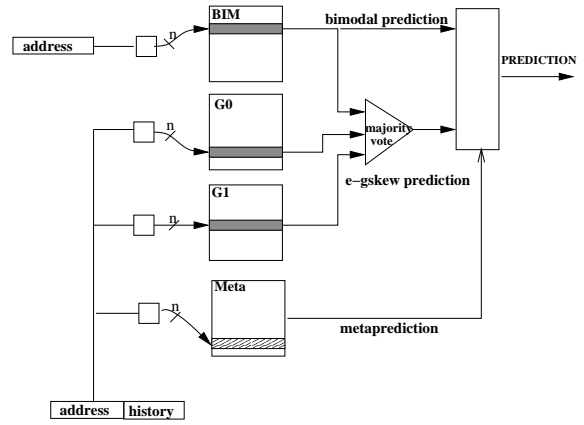 BIM
bimodal prediction
address
n
PREDICTION
G0
n
majority
vote
e-gskew prediction
G1
n
Meta
n
metaprediction
address history